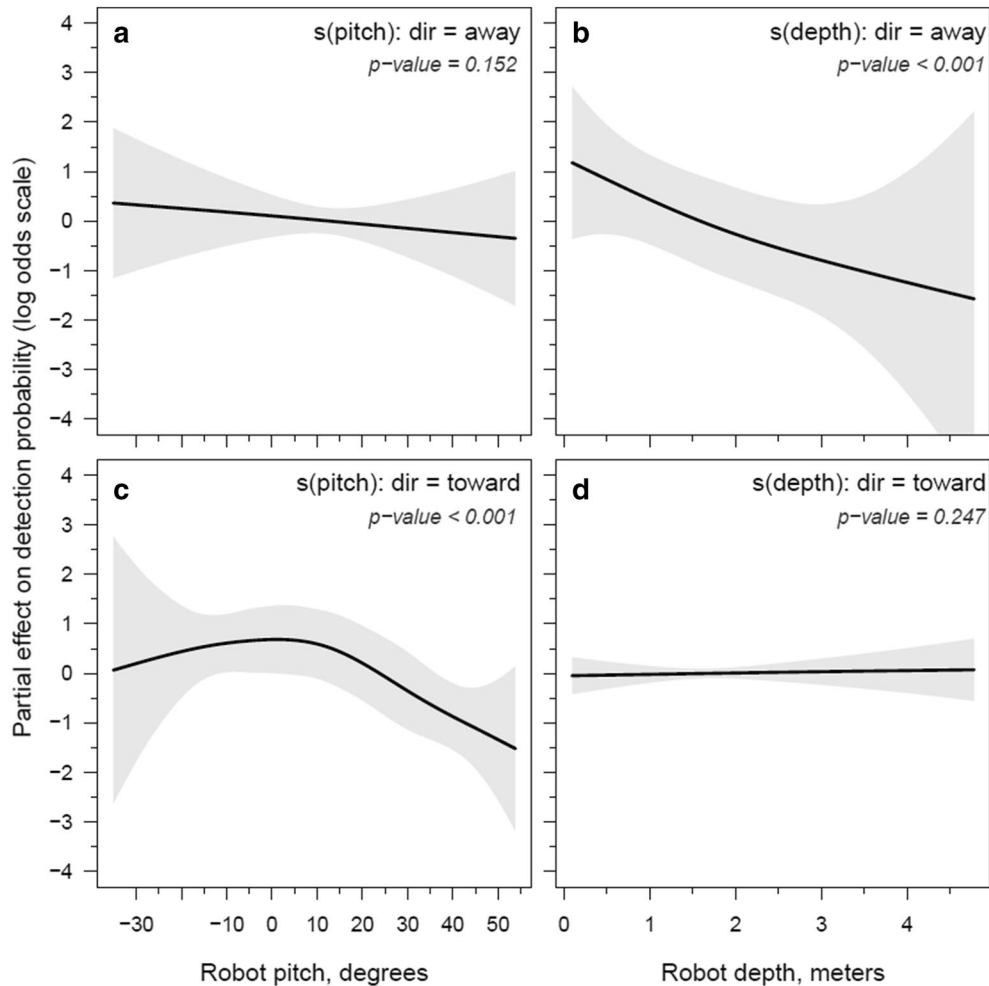 Partial effect on detection probability (log odds scale)
a
s(pitch): dir = away
p−value = 0.152
4
3
2
1
0
−1
−2
−3
−4
b
s(depth): dir = away
p−value < 0.001
c
s(pitch): dir = toward
p−value < 0.001
4
3
2
1
0
−1
−2
−3
−4
d
s(depth): dir = toward
p−value = 0.247
−30 −10 0 10 20 30 40 50
0 1 2 3 4
Robot pitch, degrees
Robot depth, meters